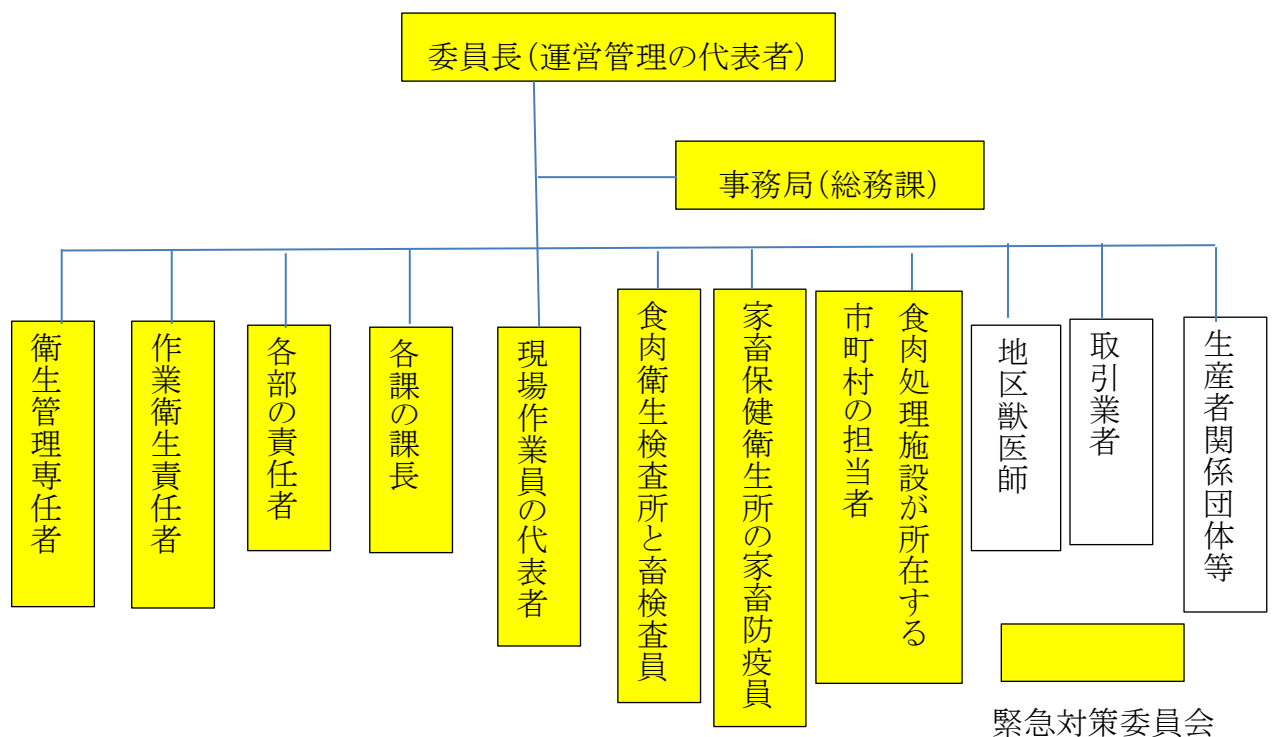 委員長(運営管理の代表者)
事務局(総務課)
衛生管理専任者
作業衛生責任者
各部の責任者
各課の課長
現場作業員の代表者
食肉衛生検査所と畜検査員
家畜保健衛生所の家畜防疫員
食肉処理施設が所在する
市町村の担当者
地区獣医師
取引業者
生産者関係団体等
緊急対策委員会